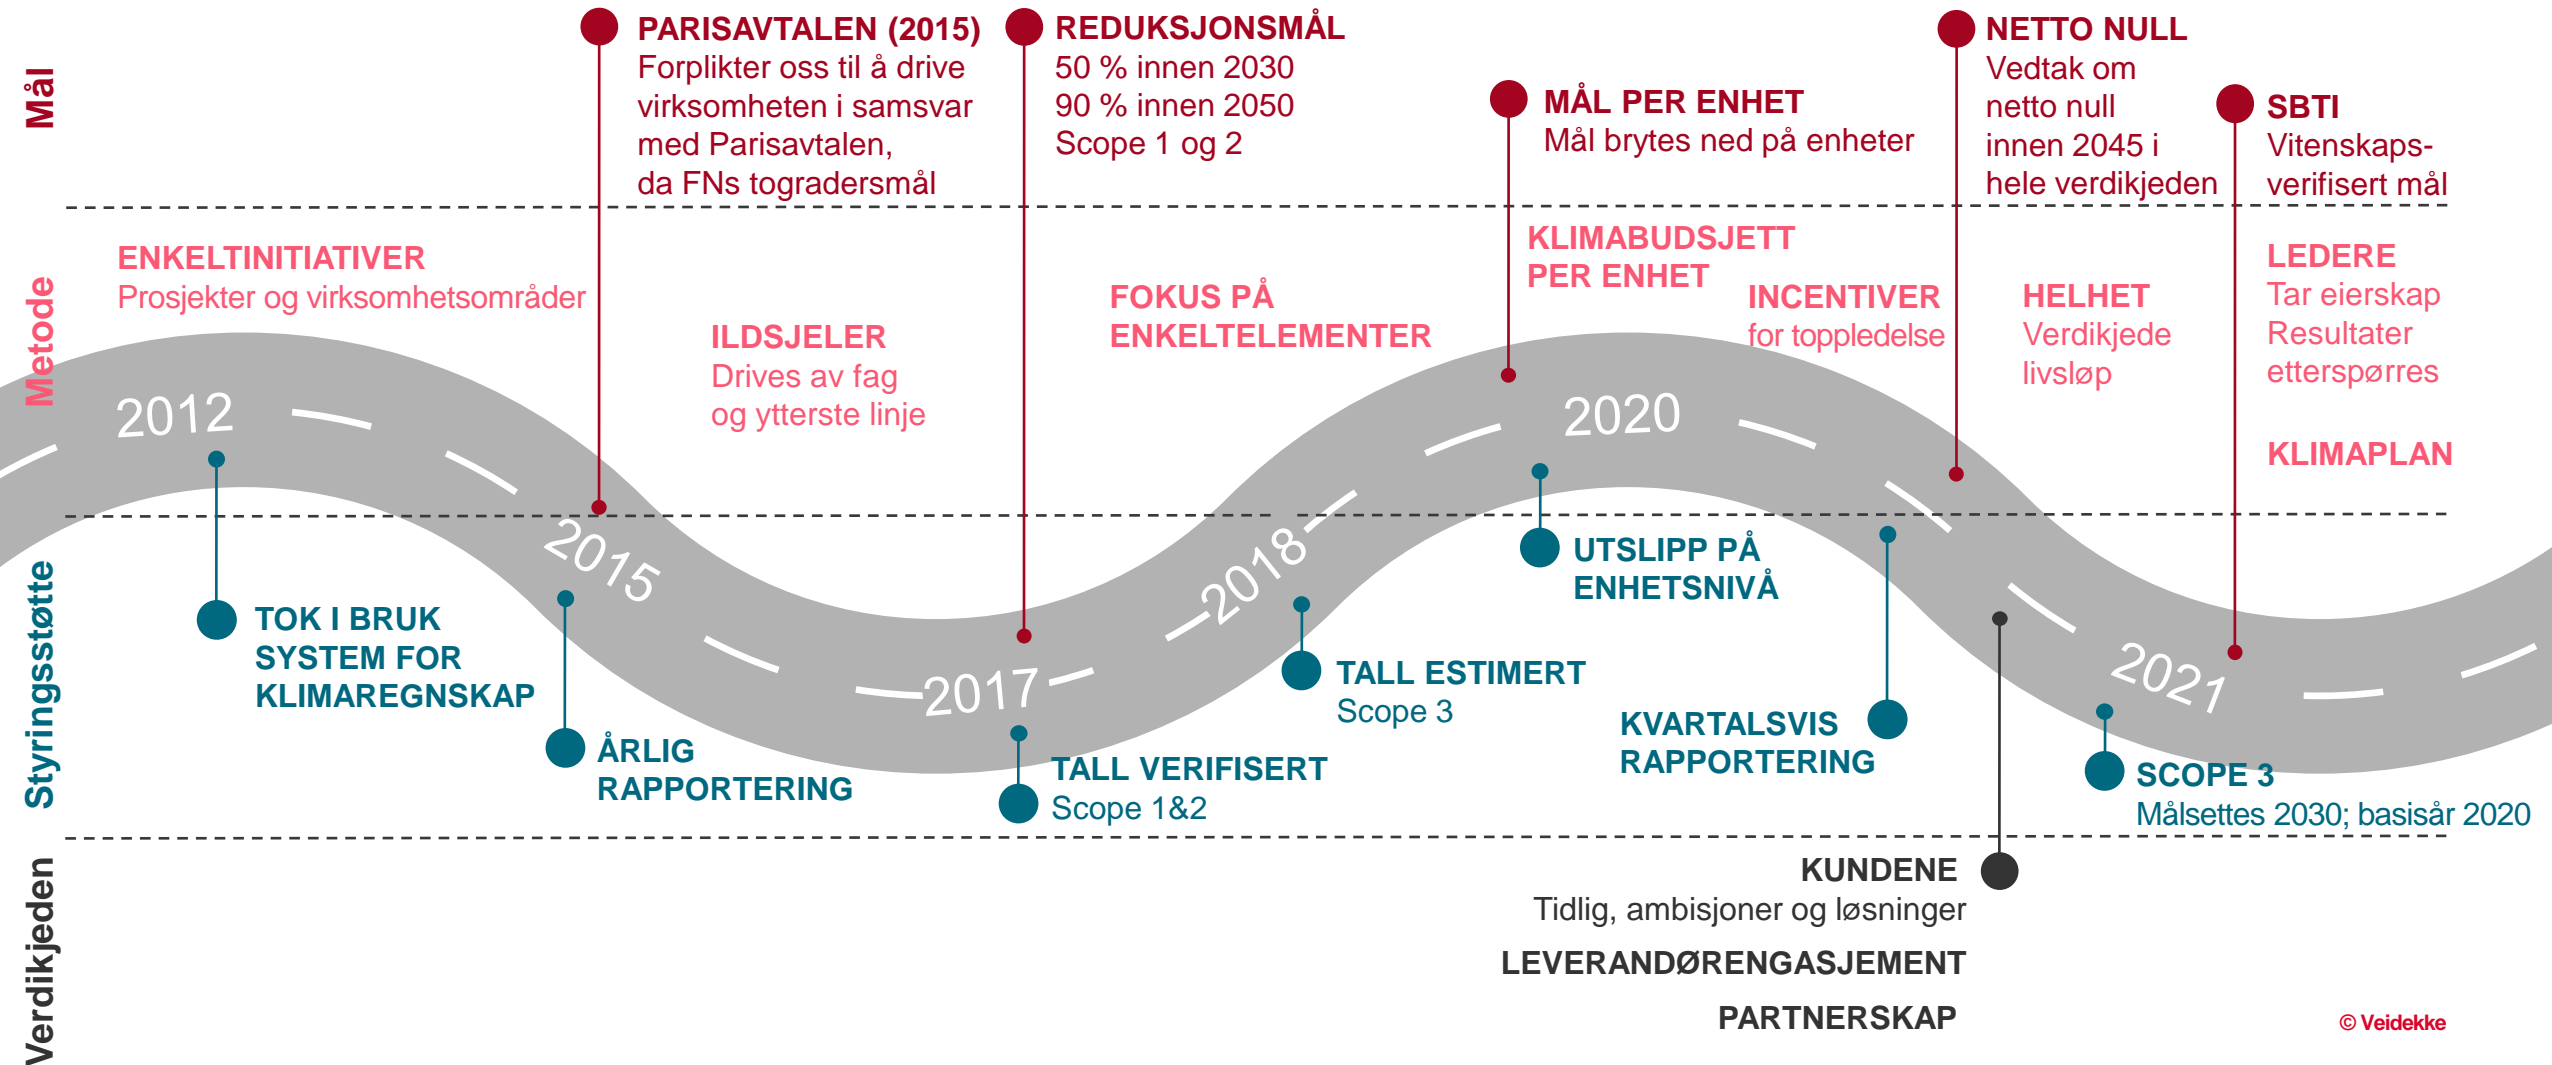 Mål
PARISAVTALEN (2015)
Forplikter oss til å drive
virksomheten i samsvar
med Parisavtalen,
da FNs togradersmål
REDUKSJONSMÅL
50 % innen 2030
90 % innen 2050
Scope 1 og 2
MÅL PER ENHET
Mål brytes ned på enheter
NETTO NULL
Vedtak om
netto null
innen 2045 i
hele verdikjeden
SBTI
Vitenskaps-
verifisert mål
Metode
ENKELTINITIATIVER
Prosjekter og virksomhetsområder
ILDSJELER
Drives av fag
og ytterste linje
FOKUS PÅ
ENKELTELEMENTER
KLIMABUDSJETT
PER ENHET
INCENTIVER
for toppledelse
HELHET
Verdikjede
livsløp
LEDERE
Tar eierskap
Resultater
etterspørres
KLIMAPLAN
2012
2015
2017
2018
2020
2021
Styringsstøtte
TOK I BRUK
SYSTEM FOR
KLIMAREGNSKAP
ÅRLIG
RAPPORTERING
TALL VERIFISERT
Scope 1&2
TALL ESTIMERT
Scope 3
UTSLIPP PÅ
ENHETSNIVÅ
KVARTALSVIS
RAPPORTERING
SCOPE 3
Målsettes 2030; basisår 2020
Verdikjeden
KUNDENE
Tidlig, ambisjoner og løsninger
LEVERANDØRENGASJEMENT
PARTNERSKAP
© Veidekke